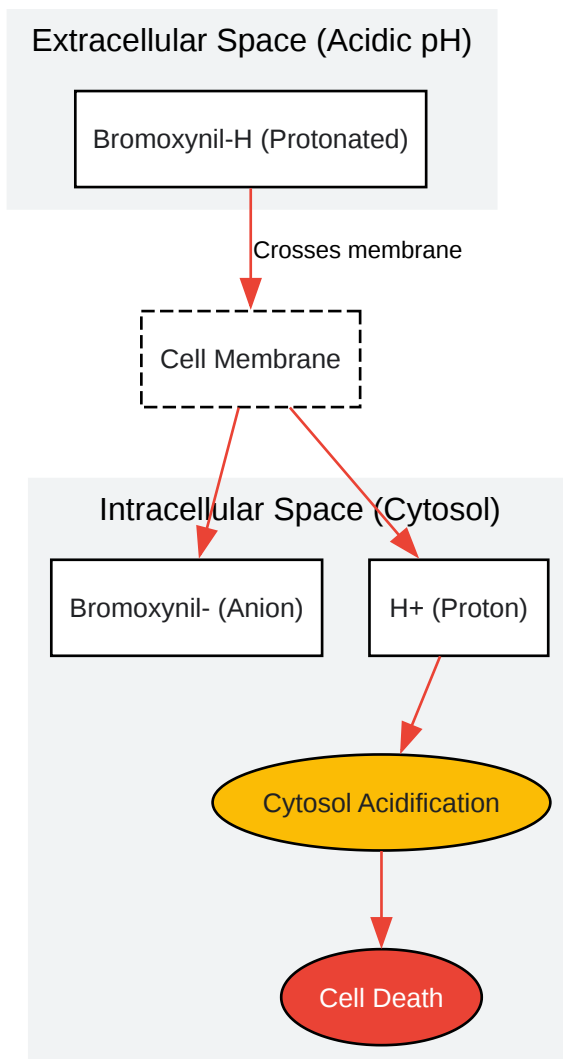 Extracellular Space (Acidic pH)
Bromoxynil-H (Protonated)
Crosses membrane
Cell Membrane
Intracellular Space (Cytosol)
Bromoxynil- (Anion)
H+ (Proton)
Cytosol Acidification
Cell Death